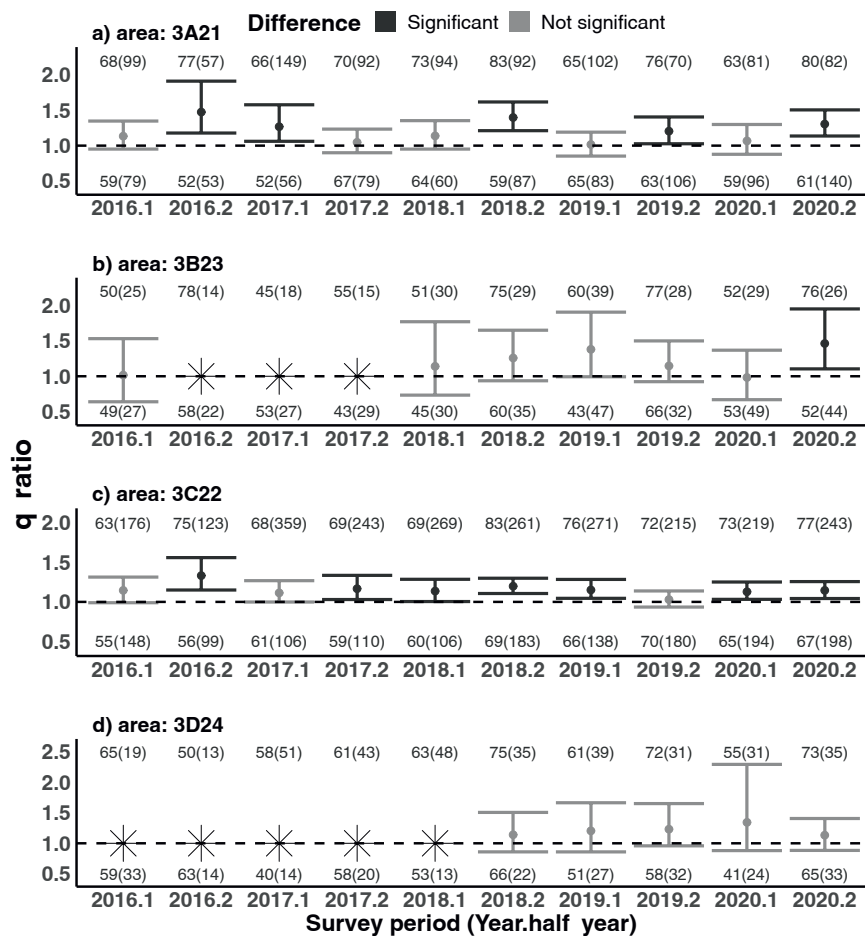 Difference Significant Not significant
a) area: 3A21
68(99) 77(57) 66(149) 70(92) 73(94) 83(92) 65(102) 76(70) 63(81) 80(82)
2.0
1.5
1.0
0.5
59(79) 52(53) 52(56) 67(79) 64(60) 59(87) 65(83) 63(106) 59(96) 61(140)
2016.1 2016.2 2017.1 2017.2 2018.1 2018.2 2019.1 2019.2 2020.1 2020.2
b) area: 3B23
50(25) 78(14) 45(18) 55(15) 51(30) 75(29) 60(39) 77(28) 52(29) 76(26)
2.0
1.5
1.0
0.5
49(27) 58(22) 53(27) 43(29) 45(30) 60(35) 43(47) 66(32) 53(49) 52(44)
2016.1 2016.2 2017.1 2017.2 2018.1 2018.2 2019.1 2019.2 2020.1 2020.2
q ratio
c) area: 3C22
2.0 63(176) 75(123) 68(359) 69(243) 69(269) 83(261) 76(271) 72(215) 73(219) 77(243)
1.5
1.0
0.5 55(148) 56(99) 61(106) 59(110) 60(106) 69(183) 66(138) 70(180) 65(194) 67(198)
2016.1 2016.2 2017.1 2017.2 2018.1 2018.2 2019.1 2019.2 2020.1 2020.2
d) area: 3D24
2.5 65(19) 50(13) 58(51) 61(43) 63(48) 75(35) 61(39) 72(31) 55(31) 73(35)
2.0
1.5
1.0
0.5 59(33) 63(14) 40(14) 58(20) 53(13) 66(22) 51(27) 58(32) 41(24) 65(33)
2016.1 2016.2 2017.1 2017.2 2018.1 2018.2 2019.1 2019.2 2020.1 2020.2
Survey period (Year.half year)